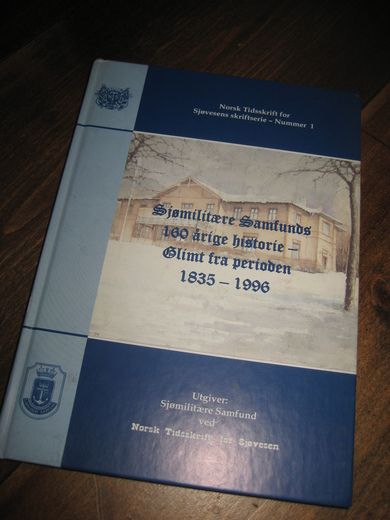 Norsk Tidsskrift for
Sjøvesens skriftserie – Nummer 1
Sjømilitære Samfunds
160 årige historie –
Glimt fra perioden
1835 – 1996
Utgiver:
Sjømilitære Samfund
ved
Norsk Tidsskrift for Sjøvesen